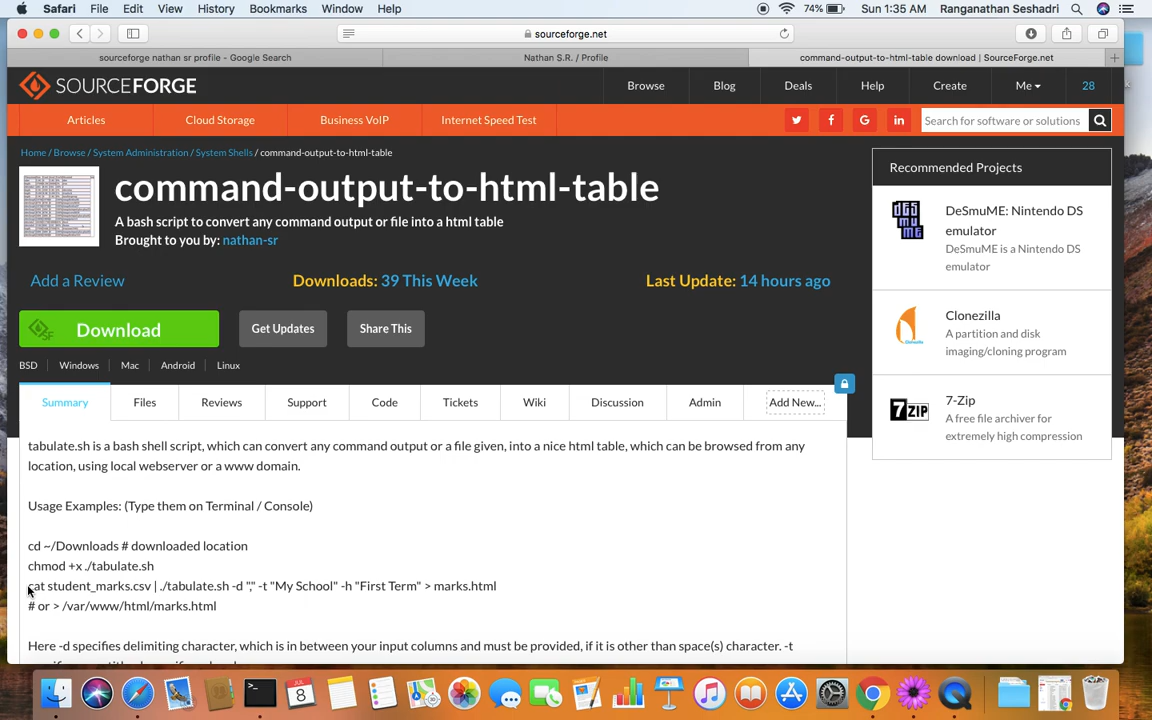 Safari File Edit View History Bookmarks Window Help 74% Sun 1:35 AM Ranganathan Seshadri
sourceforge.net
sourceforge nathan sr profile - Google Search Nathan S.R. / Profile command-output-to-html-table download | SourceForge.net
SOURCEFORGE Browse Blog Deals Help Create Me 28
Articles Cloud Storage Business VoIP Internet Speed Test Search for software or solutions
Home / Browse / System Administration / System Shells / command-output-to-html-table
command-output-to-html-table
A bash script to convert any command output or file into a html table
Brought to you by: nathan-sr
Add a Review Downloads: 39 This Week Last Update: 14 hours ago
Download Get Updates Share This
BSD Windows Mac Android Linux
Summary Files Reviews Support Code Tickets Wiki Discussion Admin Add New...
tabulate.sh is a bash shell script, which can convert any command output or a file given, into a nice html table, which can be browsed from any
location, using local webserver or a www domain.
Usage Examples: (Type them on Terminal / Console)
cd ~/Downloads # downloaded location
chmod +x ./tabulate.sh
cat student_marks.csv | ./tabulate.sh -d "," -t "My School" -h "First Term" > marks.html
# or > /var/www/html/marks.html
Here -d specifies delimiting character, which is in between your input columns and must be provided, if it is other than space(s) character. -t
Recommended Projects
DeSmuME: Nintendo DS
emulator
DeSmuME is a Nintendo DS
emulator
Clonezilla
A partition and disk
imaging/cloning program
7-Zip
A free file archiver for
extremely high compression